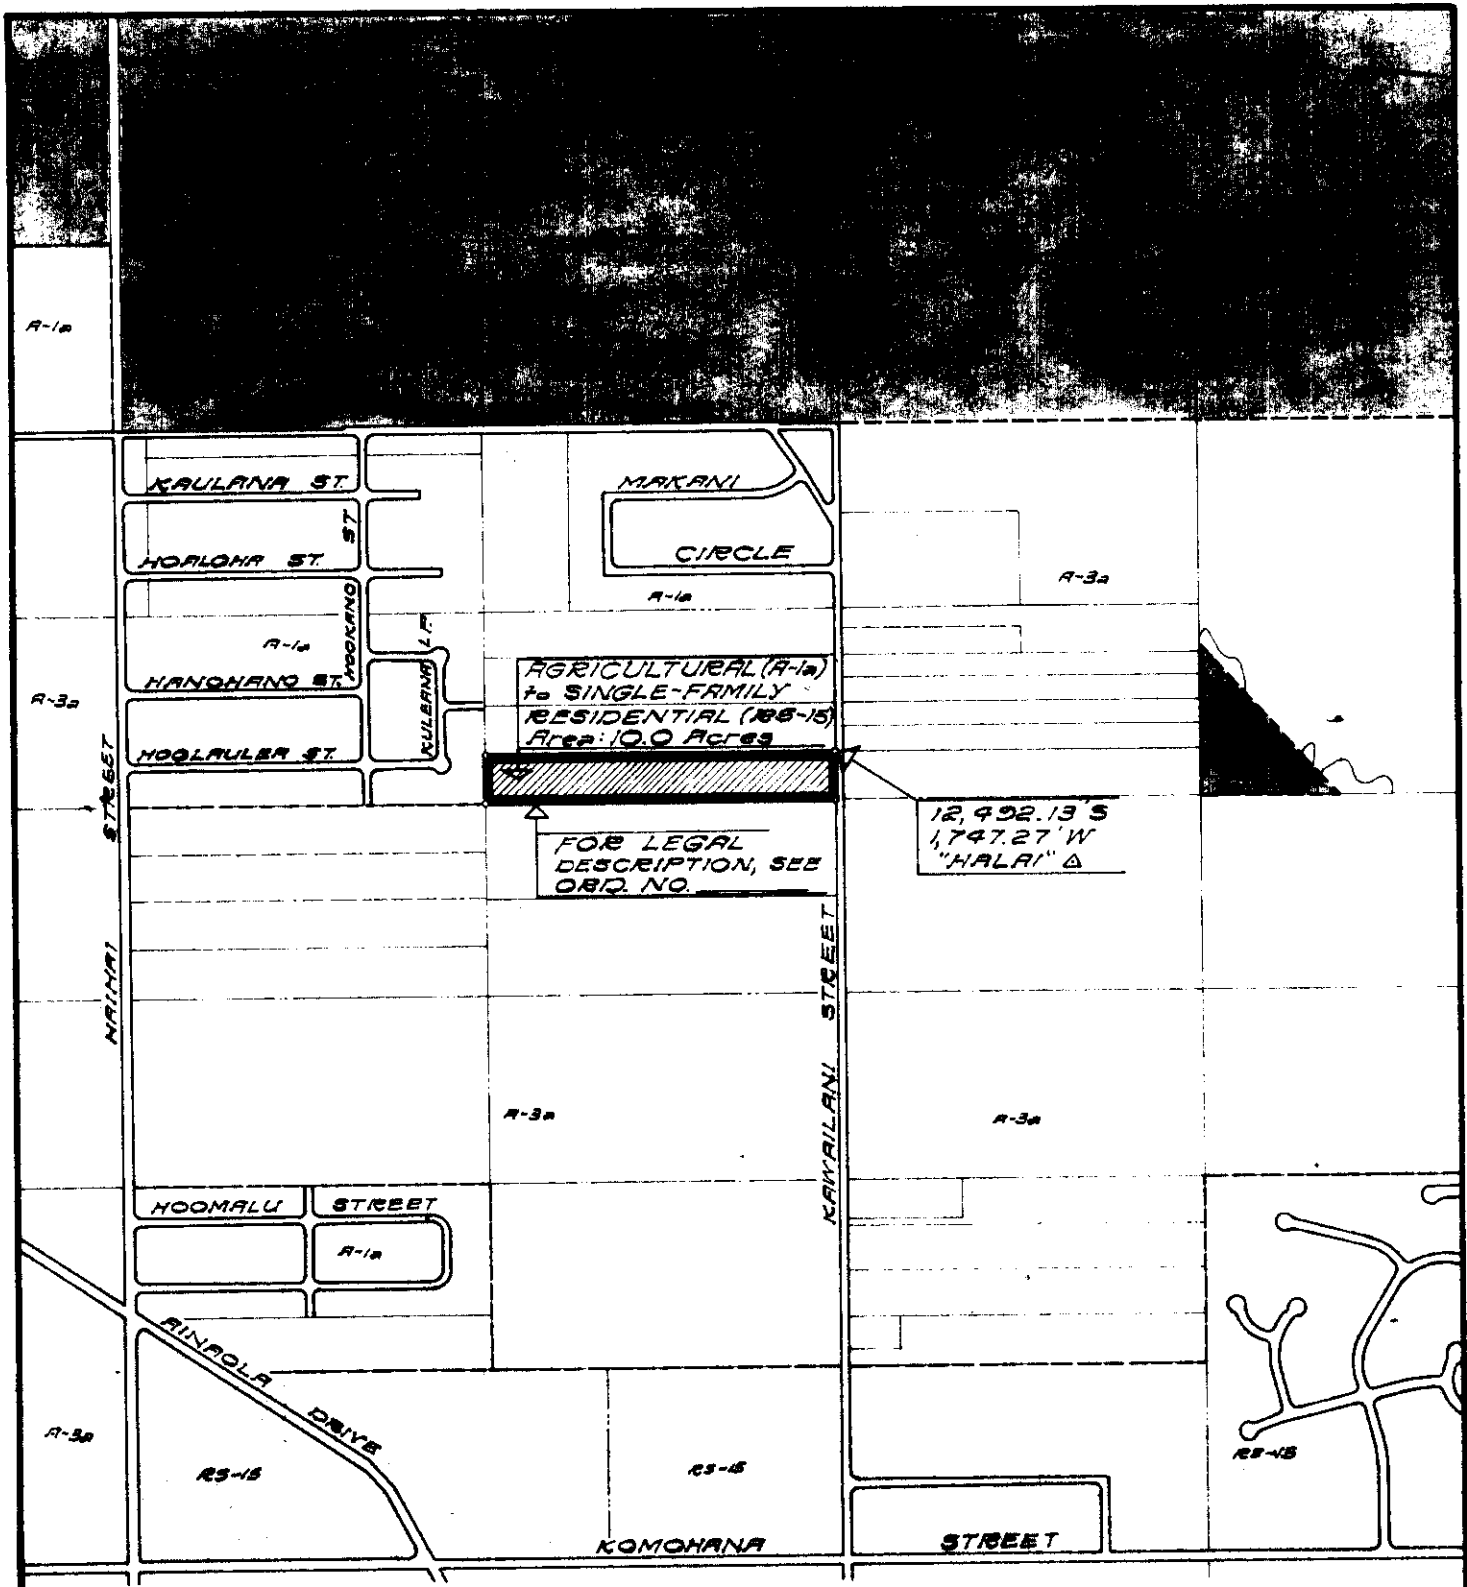 A-1a
KAULANA ST.
MAKANI
HOALOHA ST.
HOOKANO ST
CIRCLE
A-3a
A-1a
A-1a
KULEANA LP.
AGRICULTURAL (A-1a)
to SINGLE-FAMILY
RESIDENTIAL (RS-15)
Area: 10.0 Acres
HANOHANO ST.
A-3a
HOOLAULEA ST.
12,492.13'S
1,747.27'W
"HALAI" △
FOR LEGAL
DESCRIPTION, SEE
ORD. NO.
HAIHAI STREET
KAWAILANI STREET
A-3a
A-3a
HOOMALU STREET
A-1a
AINAOLA DRIVE
A-3a
RS-15
RS-15
RS-15
KOMOHANA STREET